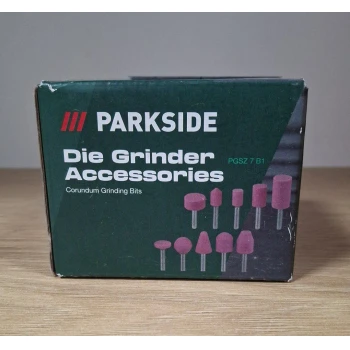 PARKSIDE
Die Grinder
Accessories
PGSZ 7 B1
Corundum Grinding Bits